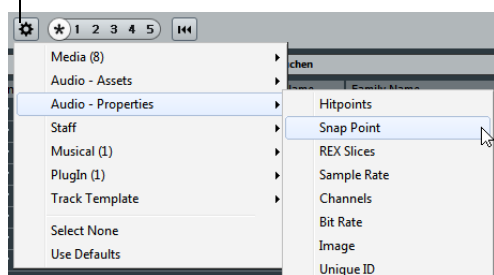 * 1 2 3 4 5
Media (8)
Audio - Assets
Audio - Properties
Staff
Musical (1)
PlugIn (1)
Track Template
Select None
Use Defaults
Family Name
Hitpoints
Snap Point
REX Slices
Sample Rate
Channels
Bit Rate
Image
Unique ID